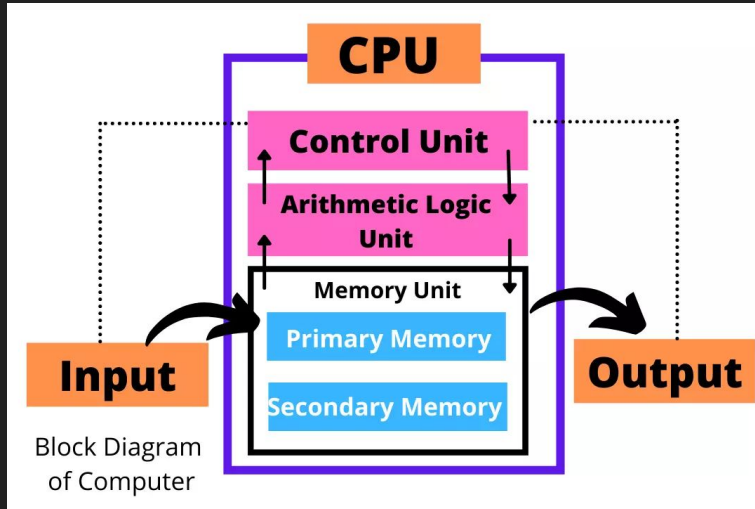 CPU
Control Unit
Arithmetic Logic
Unit
Memory Unit
Primary Memory
Secondary Memory
Input
Output
Block Diagram
of Computer